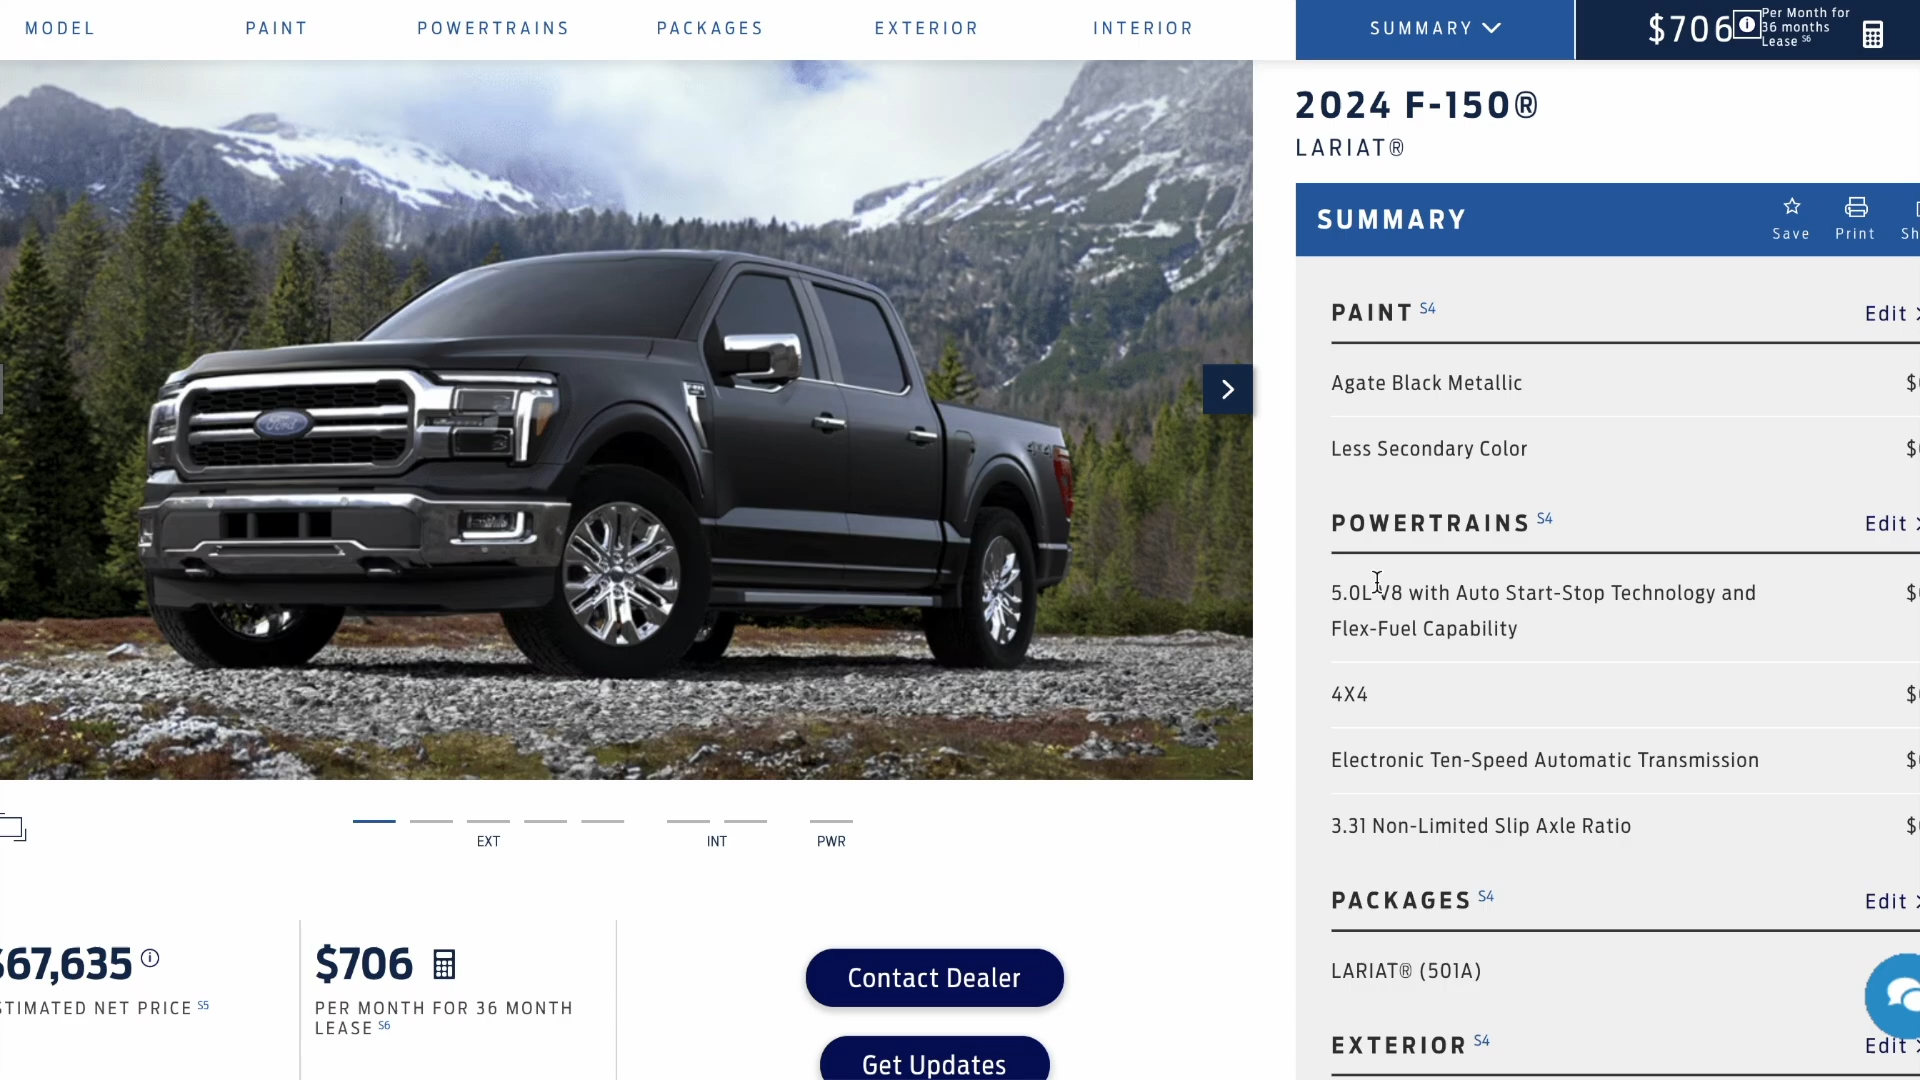 MODEL PAINT POWERTRAINS PACKAGES EXTERIOR INTERIOR SUMMARY $706 Per Month for
36 months
Lease S6
2024 F-150®
LARIAT®
SUMMARY
Save Print Sh
PAINT S4 Edit
Agate Black Metallic $
Less Secondary Color $
POWERTRAINS S4 Edit
5.0L V8 with Auto Start-Stop Technology and $
Flex-Fuel Capability
4X4 $
Electronic Ten-Speed Automatic Transmission $
3.31 Non-Limited Slip Axle Ratio $
PACKAGES S4 Edit
LARIAT® (501A)
EXTERIOR S4 Edit
Ford
4X4
EXT INT PWR
$67,635
STIMATED NET PRICE S5
$706
PER MONTH FOR 36 MONTH
LEASE S6
Contact Dealer
Get Updates